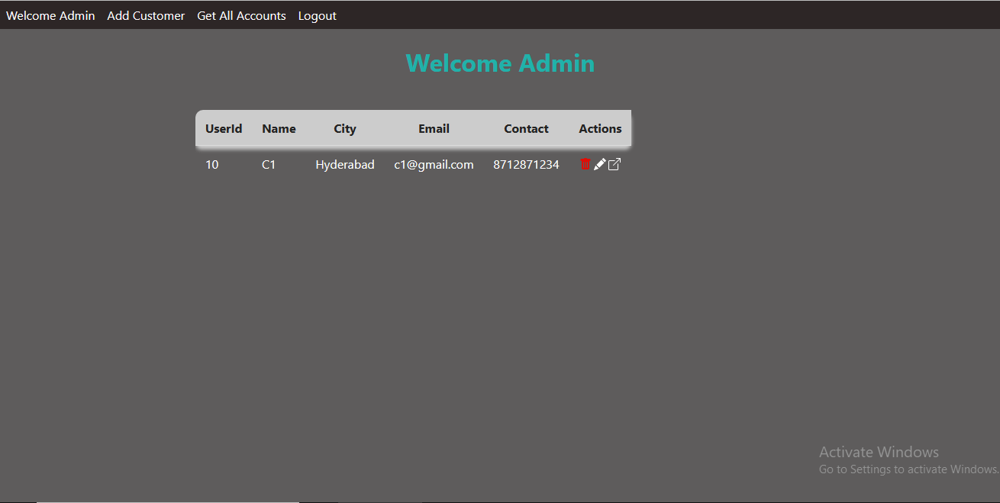 Welcome Admin Add Customer Get All Accounts Logout
Welcome Admin
UserId Name City Email Contact Actions
10 C1 Hyderabad c1@gmail.com 8712871234
Activate Windows
Go to Settings to activate Windows.